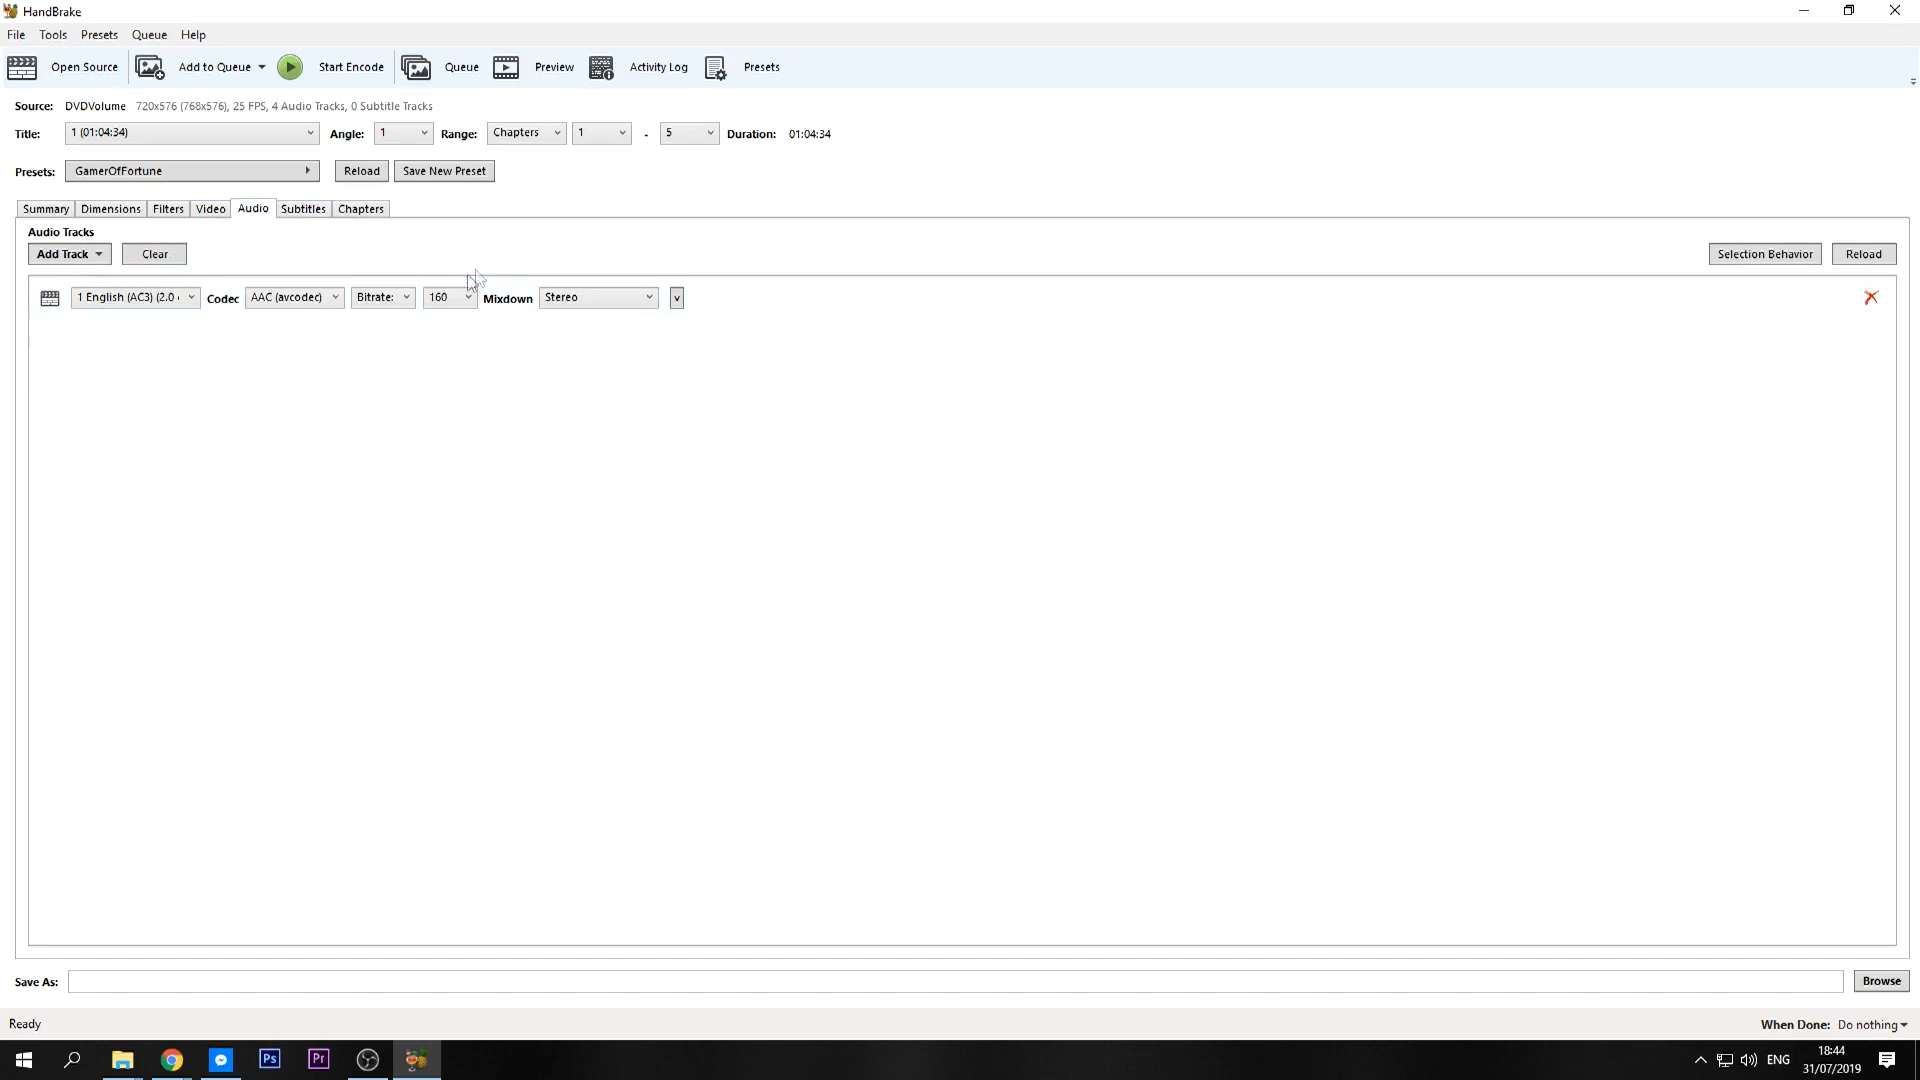 HandBrake
File Tools Presets Queue Help
Open Source Add to Queue Start Encode Queue Preview Activity Log Presets
Source: DVDVolume 720x576 (768x576), 25 FPS, 4 Audio Tracks, 0 Subtitle Tracks
Title: 1 (01:04:34) Angle: 1 Range: Chapters 1 - 5 Duration: 01:04:34
Presets: GamerOfFortune Reload Save New Preset
Summary Dimensions Filters Video Audio Subtitles Chapters
Audio Tracks
Add Track Clear Selection Behavior Reload
1 English (AC3) (2.0 Codec AAC (avcodec) Bitrate: 160 Mixdown Stereo v
Save As: Browse
Ready When Done: Do nothing
Ps Pr ENG 18:44
31/07/2019